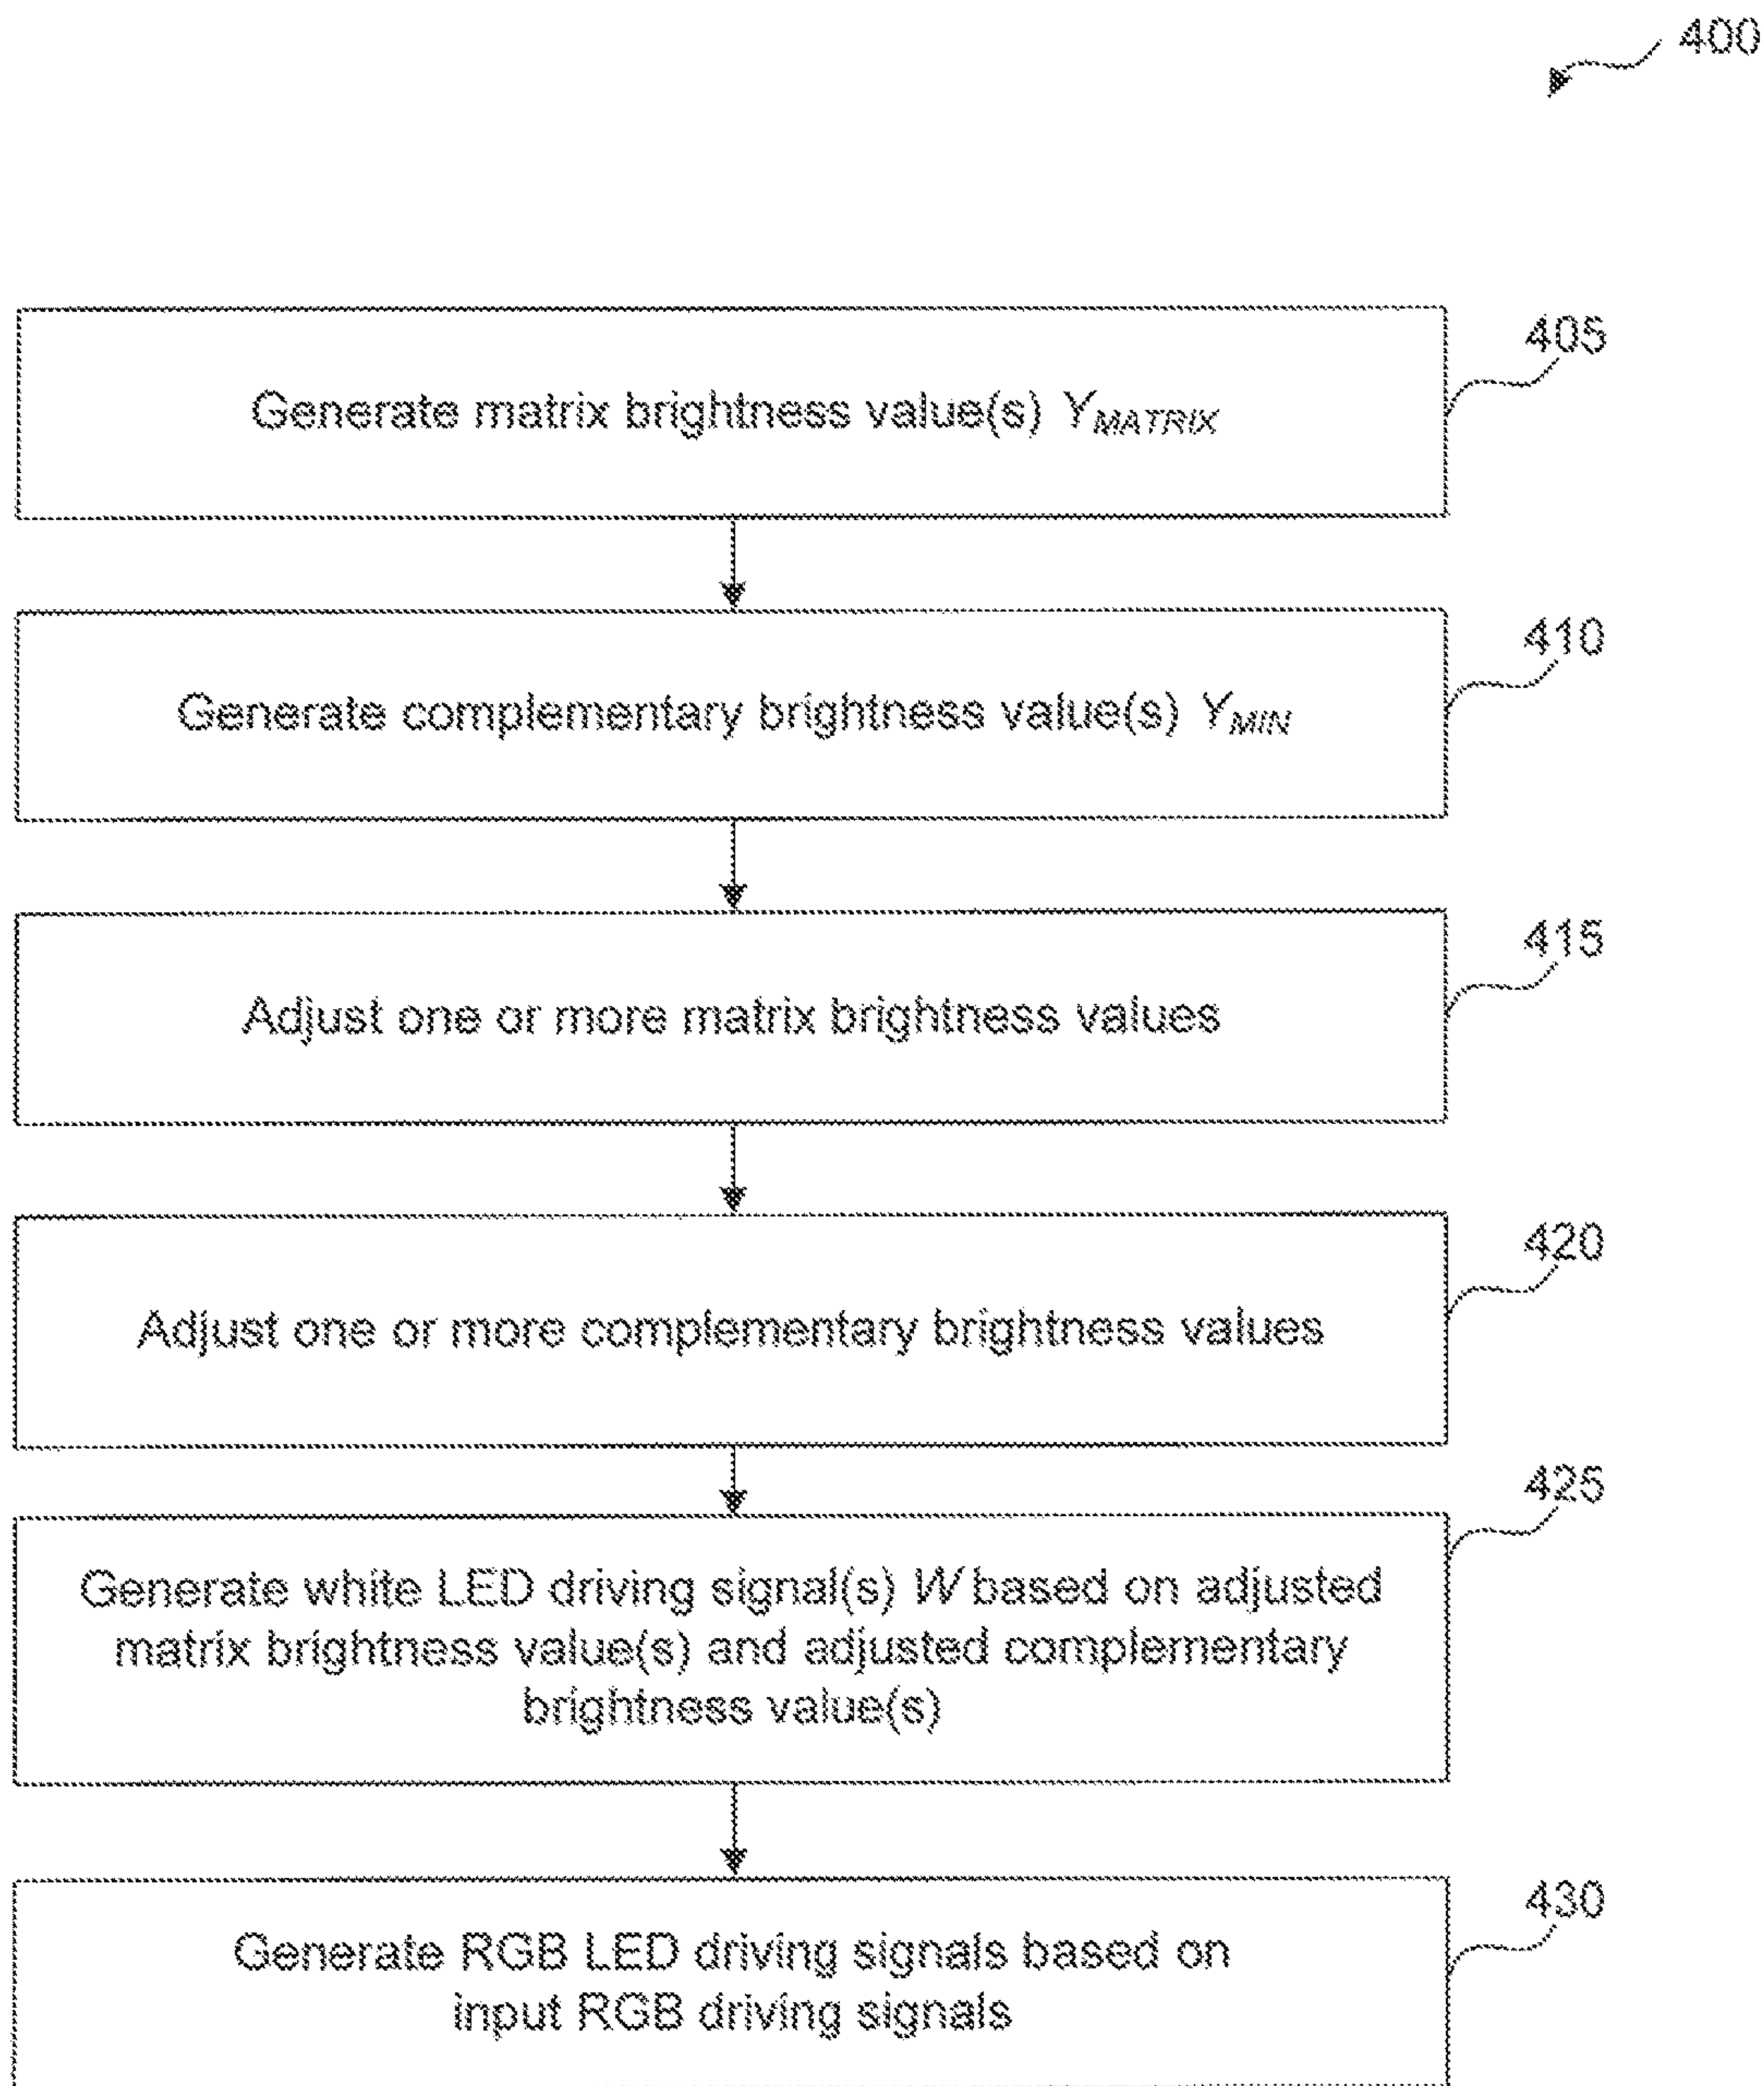 400
405
Generate matrix brightness value(s) YMATRIX
410
Generate complementary brightness value(s) YMIN
415
Adjust one or more matrix brightness values
420
Adjust one or more complementary brightness values
425
Generate white LED driving signal(s) W based on adjusted
matrix brightness value(s) and adjusted complementary
brightness value(s)
430
Generate RGB LED driving signals based on
input RGB driving signals